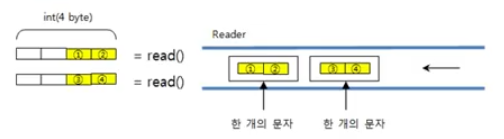 int(4 byte)
① ② = read()
③ ④ = read()
Reader
① ② ③ ④
한 개의 문자 한 개의 문자